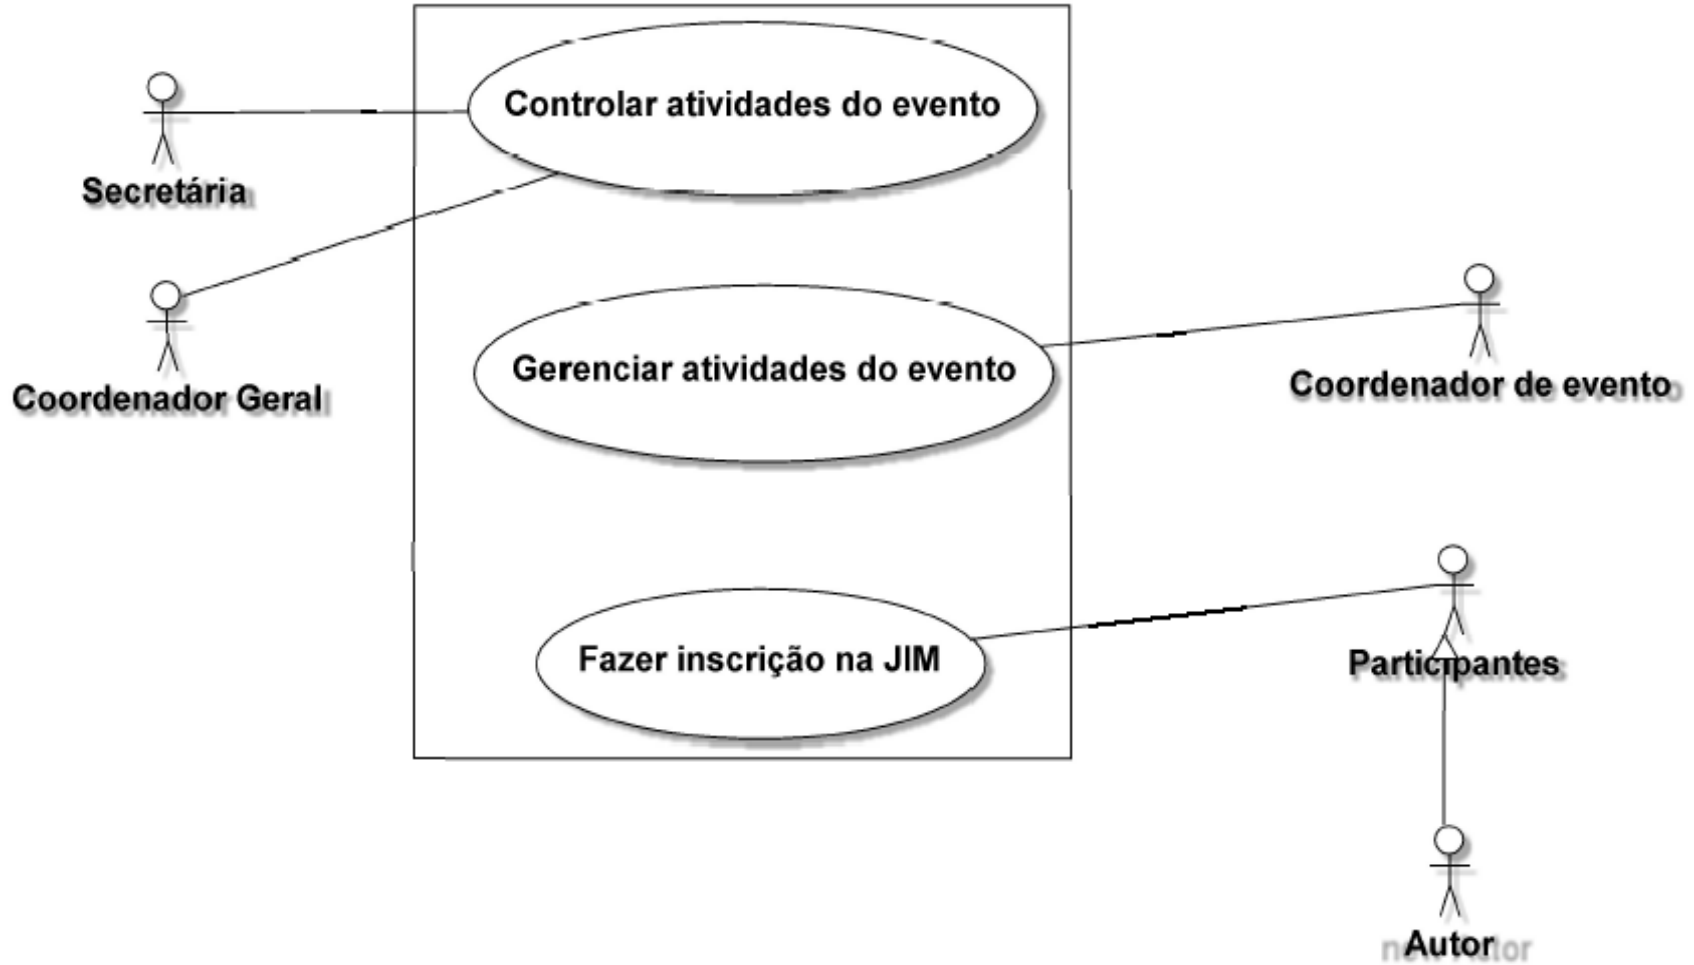 Controlar atividades do evento
Secretária
Gerenciar atividades do evento
Coordenador Geral
Coordenador de evento
Fazer inscrição na JIM
Participantes
Autor